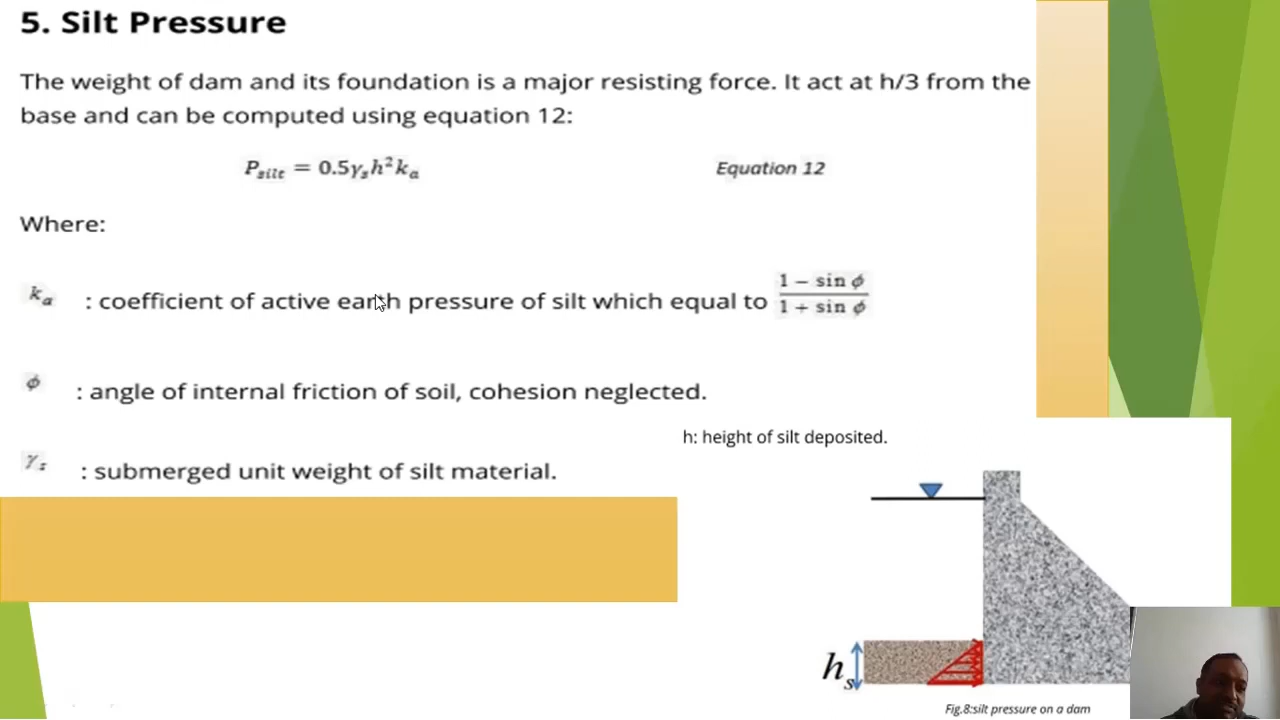 5. Silt Pressure
The weight of dam and its foundation is a major resisting force. It act at h/3 from the
base and can be computed using equation 12:
P_silt = 0.5γ_s h² k_a Equation 12
Where:
k_a : coefficient of active earth pressure of silt which equal to (1 − sin ϕ)/(1 + sin ϕ)
ϕ : angle of internal friction of soil, cohesion neglected.
h: height of silt deposited.
γ_s : submerged unit weight of silt material.
h_s
Fig.8:silt pressure on a dam